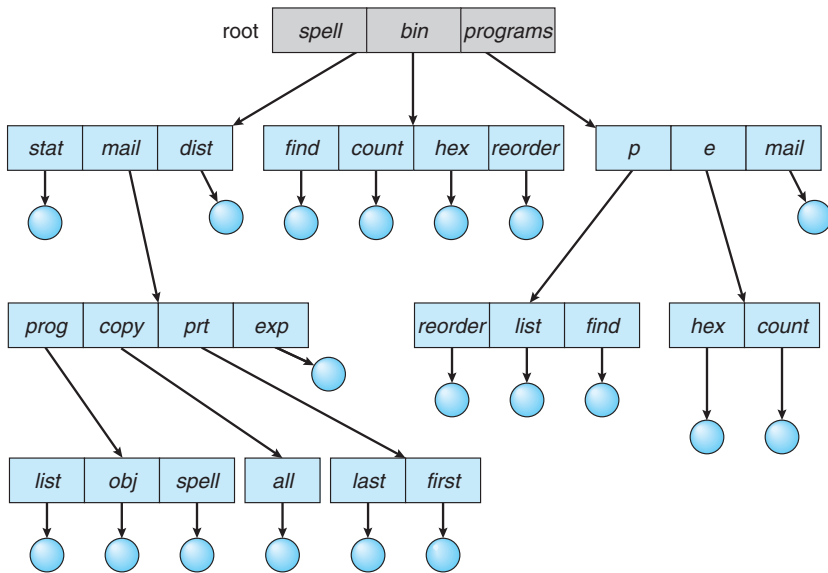 root spell bin programs
stat mail dist find count hex reorder p e mail
prog copy prt exp reorder list find hex count
list obj spell all last first